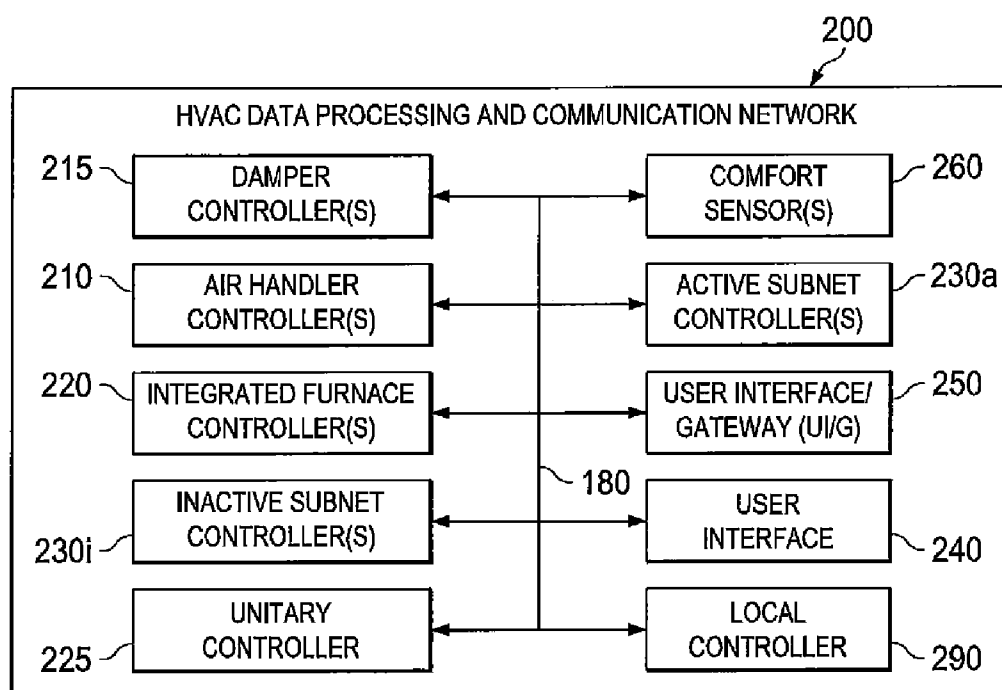 200
HVAC DATA PROCESSING AND COMMUNICATION NETWORK
215
DAMPER
CONTROLLER(S)
COMFORT
SENSOR(S)
260
210
AIR HANDLER
CONTROLLER(S)
ACTIVE SUBNET
CONTROLLER(S)
230a
220
INTEGRATED FURNACE
CONTROLLER(S)
USER INTERFACE/
GATEWAY (UI/G)
250
180
INACTIVE SUBNET
CONTROLLER(S)
230i
USER
INTERFACE
240
UNITARY
CONTROLLER
225
LOCAL
CONTROLLER
290